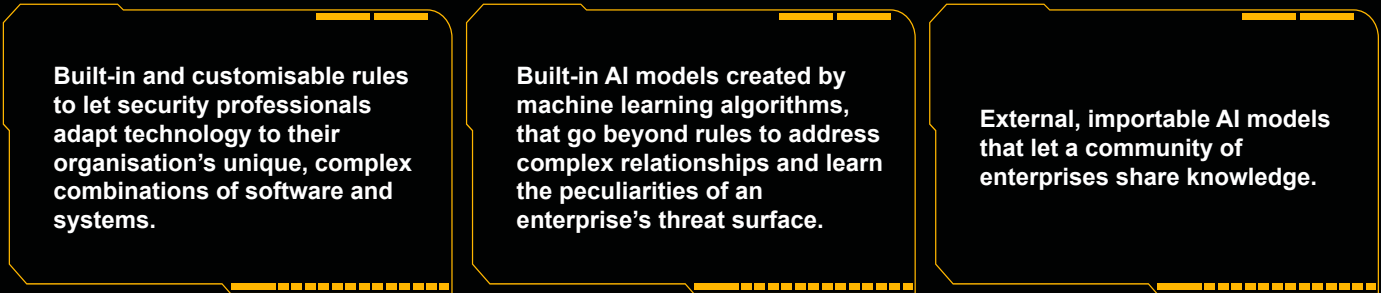 Built-in and customisable rules
to let security professionals
adapt technology to their
organisation’s unique, complex
combinations of software and
systems.
Built-in AI models created by
machine learning algorithms,
that go beyond rules to address
complex relationships and learn
the peculiarities of an
enterprise’s threat surface.
External, importable AI models
that let a community of
enterprises share knowledge.